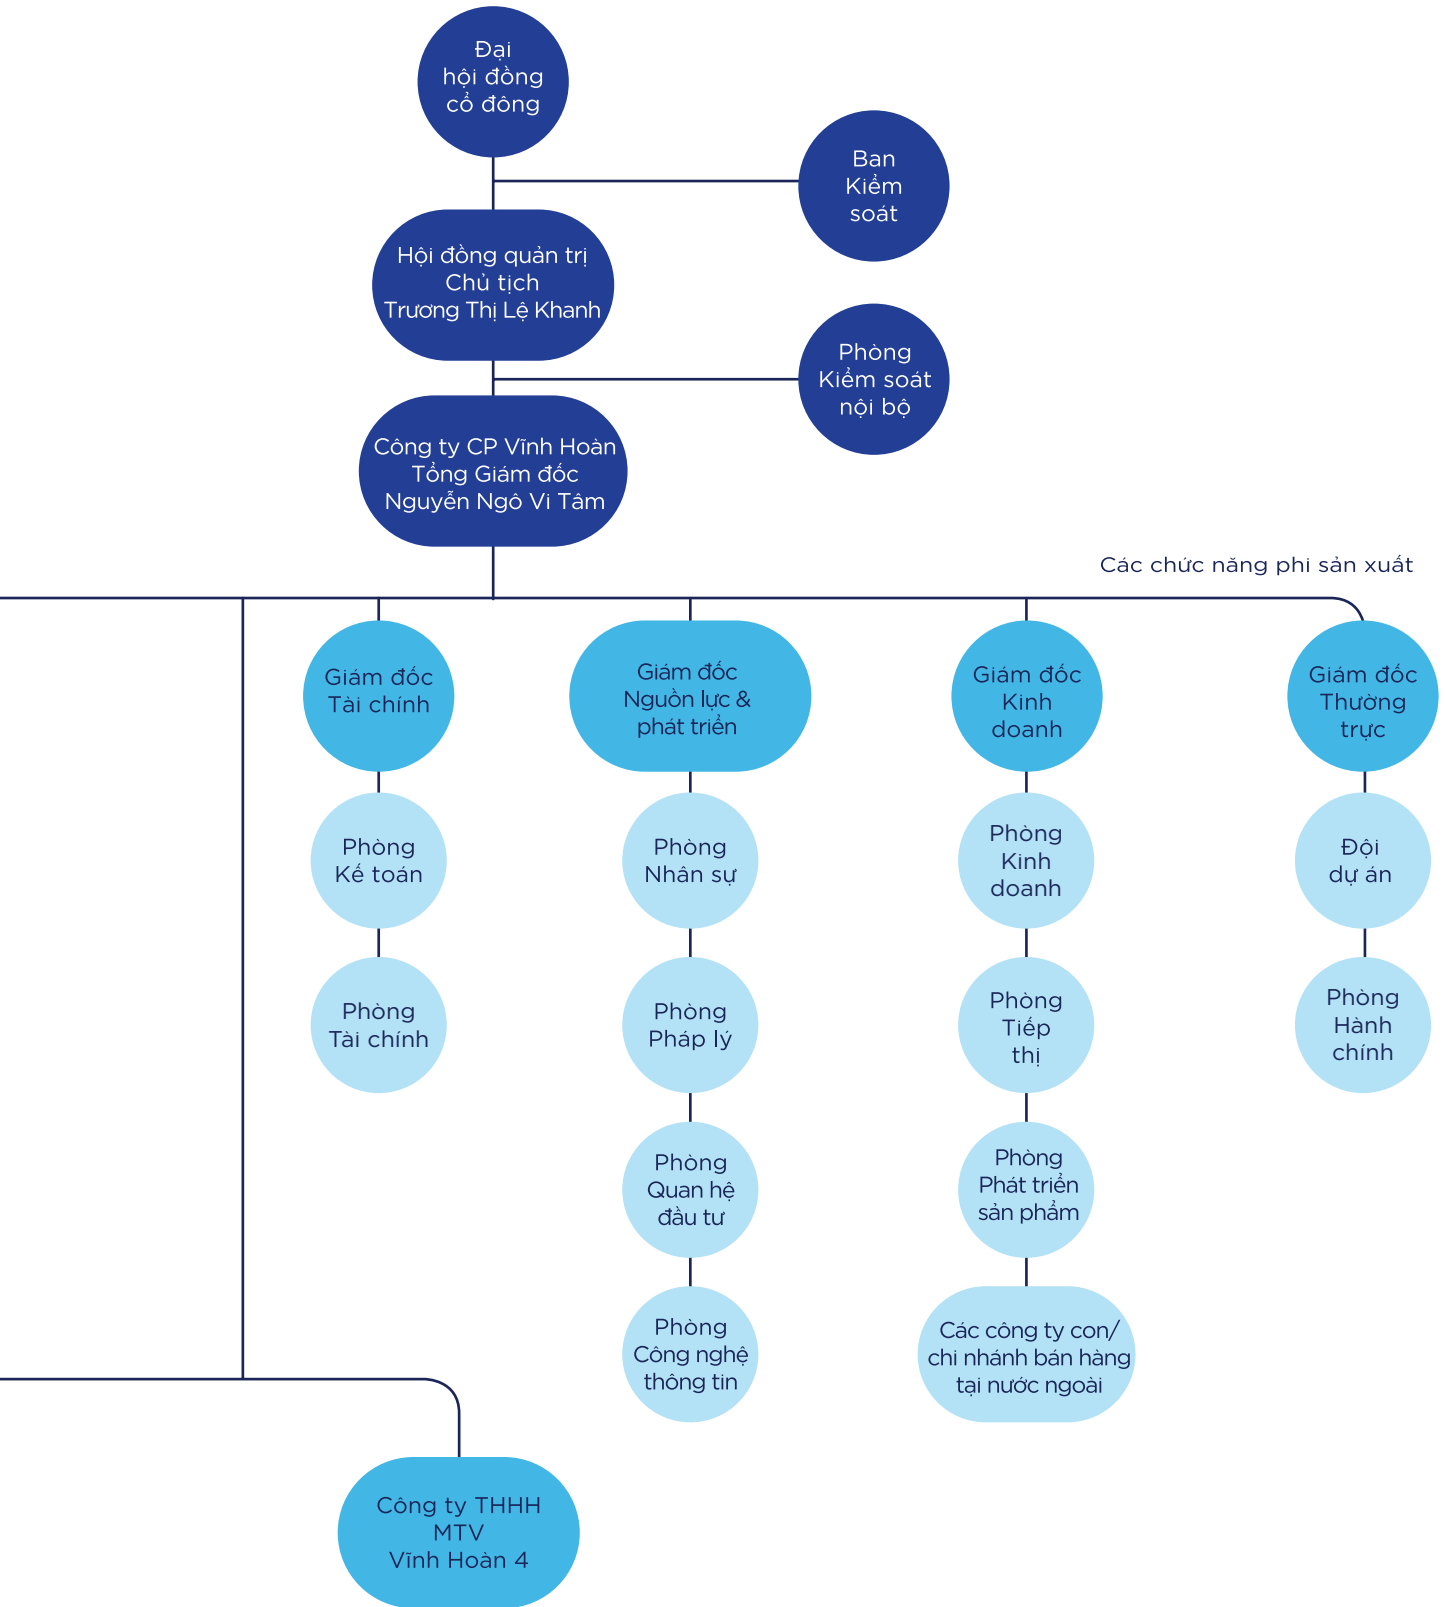 Đại
hội đồng
cổ đông
Ban
Kiểm
soát
Hội đồng quản trị
Chủ tịch
Trương Thị Lệ Khanh
Phòng
Kiểm soát
nội bộ
Công ty CP Vĩnh Hoàn
Tổng Giám đốc
Nguyễn Ngô Vi Tâm
Các chức năng phi sản xuất
Giám đốc
Tài chính
Giám đốc
Nguồn lực &
phát triển
Giám đốc
Kinh
doanh
Giám đốc
Thường
trực
Phòng
Kế toán
Phòng
Nhân sự
Phòng
Kinh
doanh
Đội
dự án
Phòng
Tài chính
Phòng
Pháp lý
Phòng
Tiếp
thị
Phòng
Hành
chính
Phòng
Quan hệ
đầu tư
Phòng
Phát triển
sản phẩm
Phòng
Công nghệ
thông tin
Các công ty con/
chi nhánh bán hàng
tại nước ngoài
Công ty THHH
MTV
Vĩnh Hoàn 4